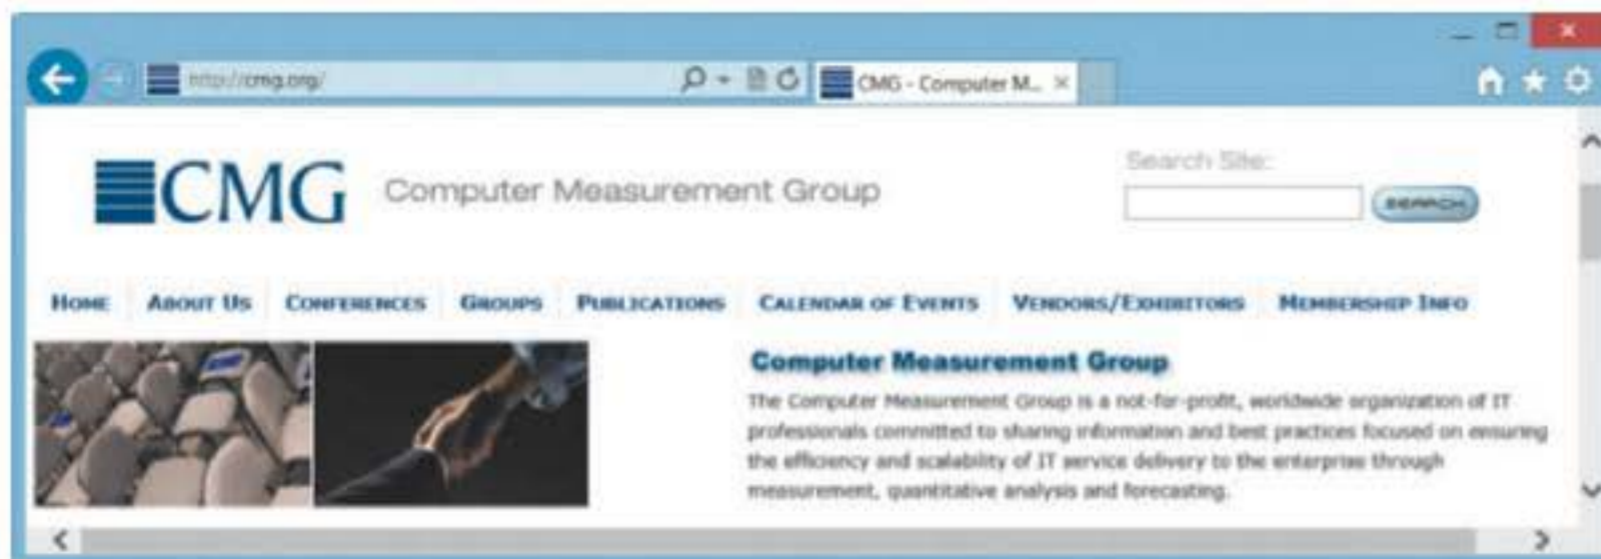 http://cmg.org/
CMG - Computer M...
CMG Computer Measurement Group
Search Site:
SEARCH
HOME ABOUT US CONFERENCES GROUPS PUBLICATIONS CALENDAR OF EVENTS VENDORS/EXHIBITORS MEMBERSHIP INFO
Computer Measurement Group
The Computer Measurement Group is a not-for-profit, worldwide organization of IT
professionals committed to sharing information and best practices focused on ensuring
the efficiency and scalability of IT service delivery to the enterprise through
measurement, quantitative analysis and forecasting.